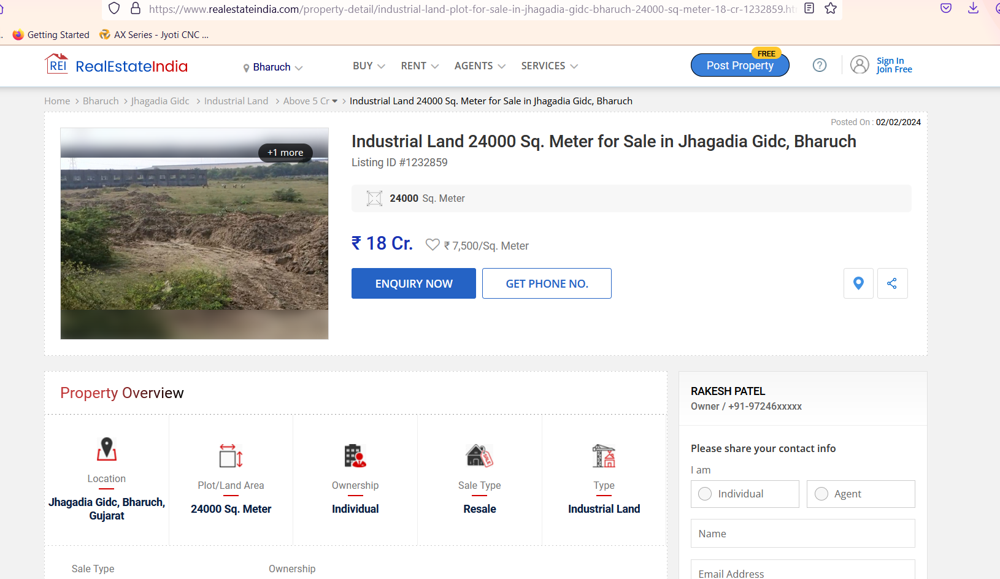 https://www.realestateindia.com/property-detail/industrial-land-plot-for-sale-in-jhagadia-gidc-bharuch-24000-sq-meter-18-cr-1232859.ht
Getting Started
AX Series - Jyoti CNC ...
REI RealEstateIndia
Bharuch
BUY
RENT
AGENTS
SERVICES
FREE
Post Property
?
Sign In
Join Free
Home > Bharuch > Jhagadia Gidc > Industrial Land > Above 5 Cr > Industrial Land 24000 Sq. Meter for Sale in Jhagadia Gidc, Bharuch
Posted On : 02/02/2024
+1 more
Industrial Land 24000 Sq. Meter for Sale in Jhagadia Gidc, Bharuch
Listing ID #1232859
24000 Sq. Meter
₹ 18 Cr. ₹ 7,500/Sq. Meter
ENQUIRY NOW
GET PHONE NO.
Property Overview
Location
Jhagadia Gidc, Bharuch,
Gujarat
Plot/Land Area
24000 Sq. Meter
Ownership
Individual
SALE
Sale Type
Resale
Type
Industrial Land
Sale Type
Ownership
RAKESH PATEL
Owner / +91-97246xxxxx
Please share your contact info
I am
Individual
Agent
Name
Email Address